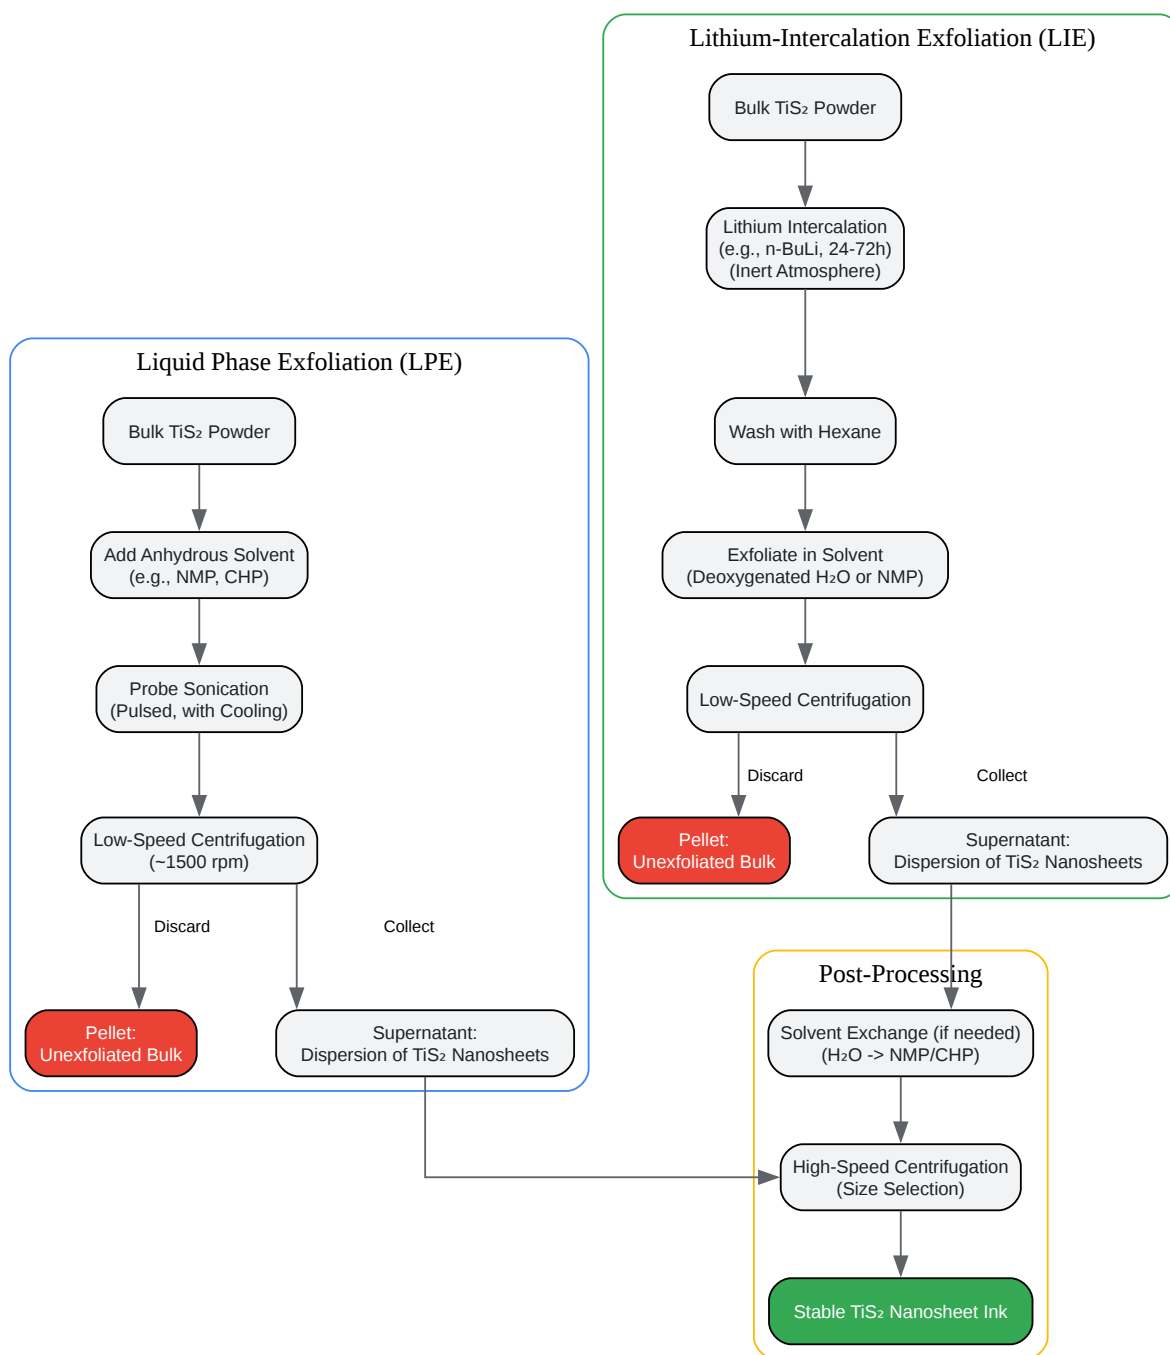 Lithium-Intercalation Exfoliation (LIE)
Bulk TiS₂ Powder
Lithium Intercalation
(e.g., n-BuLi, 24-72h)
(Inert Atmosphere)
Wash with Hexane
Exfoliate in Solvent
(Deoxygenated H₂O or NMP)
Low-Speed Centrifugation
Discard
Collect
Pellet:
Unexfoliated Bulk
Supernatant:
Dispersion of TiS₂ Nanosheets
Liquid Phase Exfoliation (LPE)
Bulk TiS₂ Powder
Add Anhydrous Solvent
(e.g., NMP, CHP)
Probe Sonication
(Pulsed, with Cooling)
Low-Speed Centrifugation
(~1500 rpm)
Discard
Collect
Pellet:
Unexfoliated Bulk
Supernatant:
Dispersion of TiS₂ Nanosheets
Post-Processing
Solvent Exchange (if needed)
(H₂O -> NMP/CHP)
High-Speed Centrifugation
(Size Selection)
Stable TiS₂ Nanosheet Ink